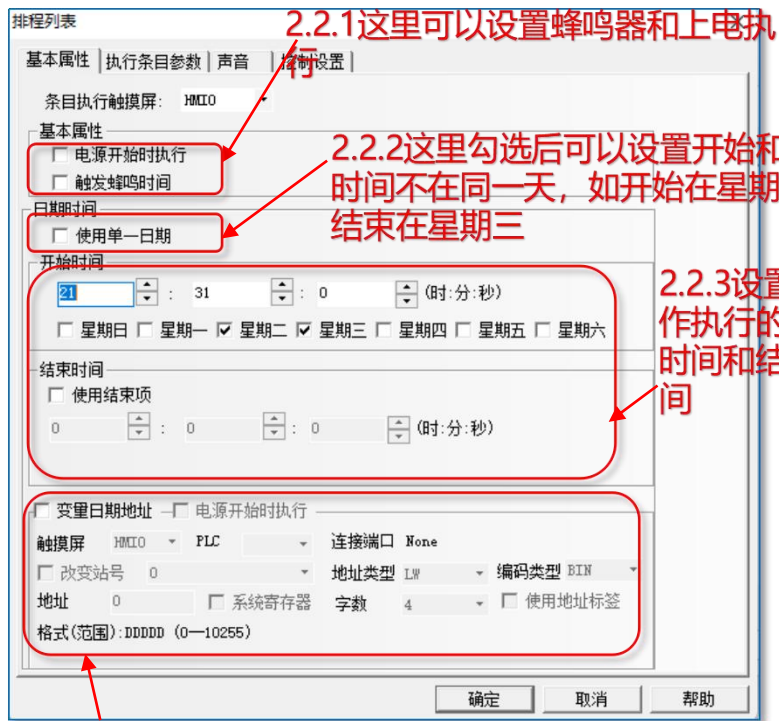 排程列表
2.2.1这里可以设置蜂鸣器和上电执
行
基本属性 执行条目参数 声音 控制设置
条目执行触摸屏: HMI0
基本属性
电源开始时执行
触发蜂鸣时间
2.2.2这里勾选后可以设置开始和
时间不在同一天，如开始在星期
结束在星期三
日期时间
使用单一日期
开始时间
21 : 31 : 0 (时:分:秒)
星期日 星期一 星期二 星期三 星期四 星期五 星期六
2.2.3设置
作执行的
时间和结
间
结束时间
使用结束项
0 : 0 : 0 (时:分:秒)
变量日期地址 电源开始时执行
触摸屏 HMI0 PLC 连接端口 None
改变站号 0 地址类型 LW 编码类型 BIN
地址 0 系统寄存器 字数 4 使用地址标签
格式(范围):DDDDD (0—10255)
确定 取消 帮助